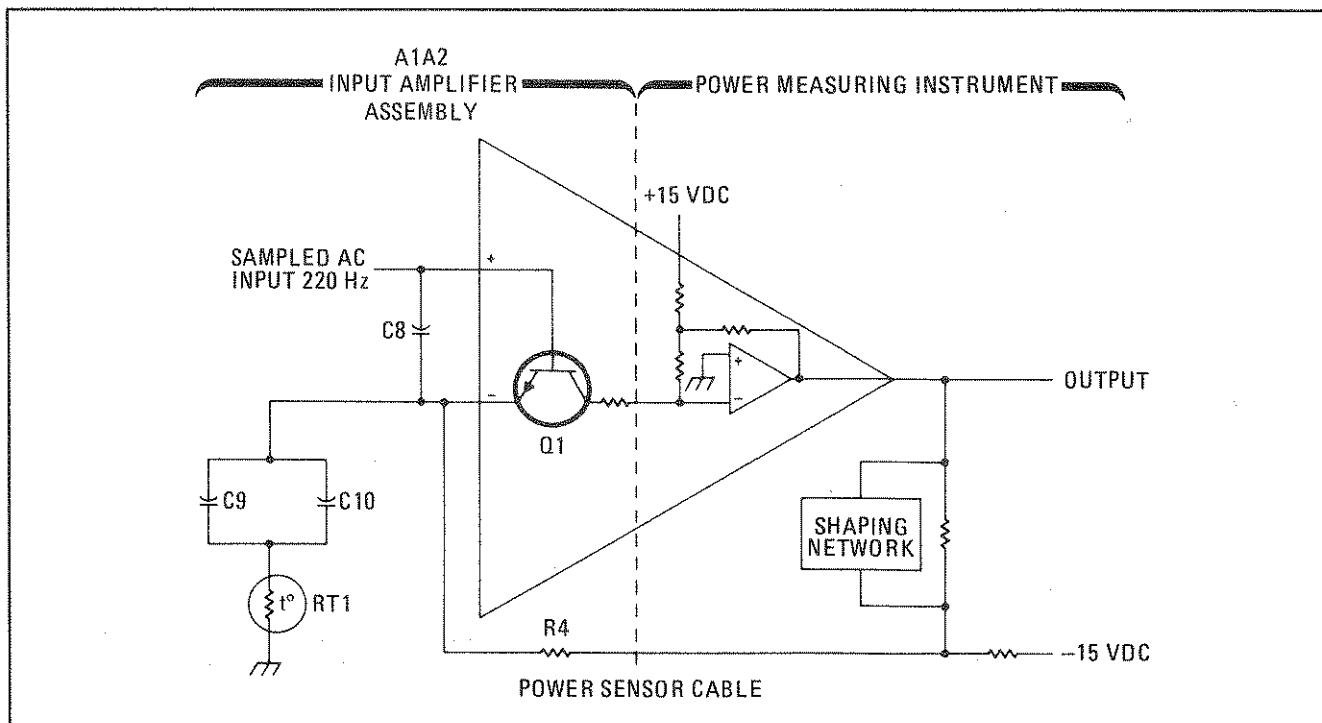 A1A2
INPUT AMPLIFIER
ASSEMBLY
POWER MEASURING INSTRUMENT
+15 VDC
SAMPLED AC
INPUT 220 Hz
+
C8
+
-
OUTPUT
-
Q1
C9
C10
SHAPING
NETWORK
t°
RT1
R4
-15 VDC
POWER SENSOR CABLE